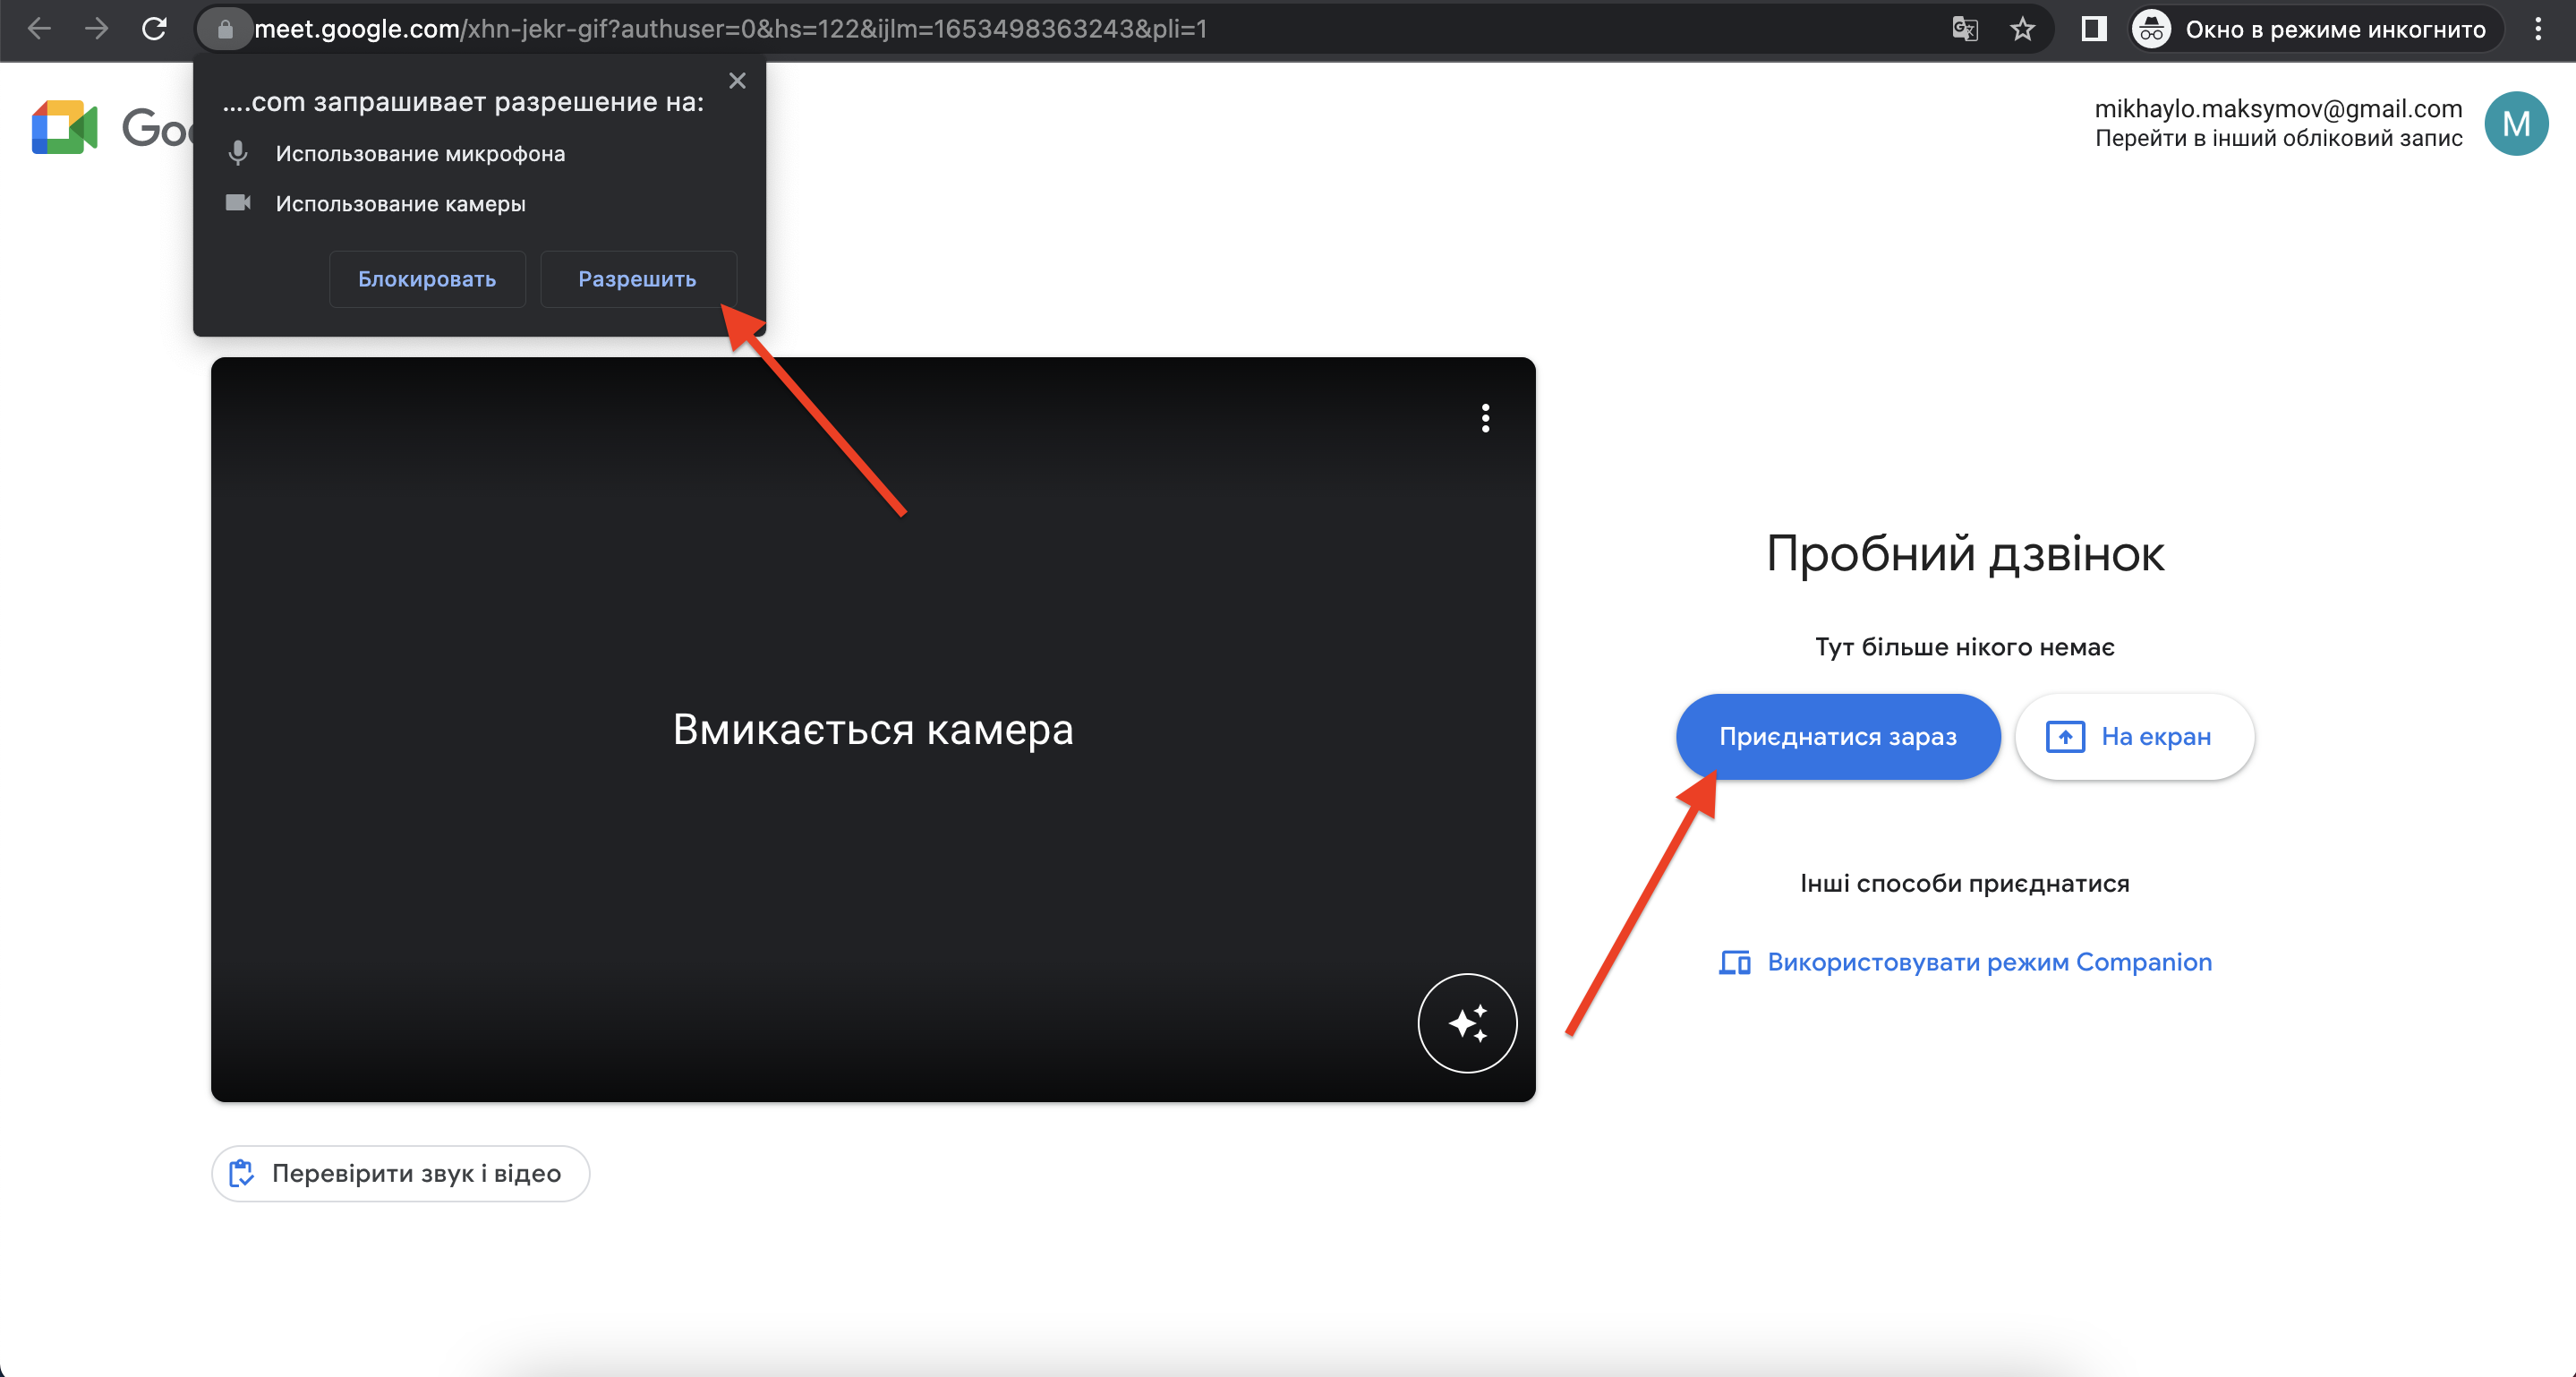 meet.google.com/xhn-jekr-gif?authuser=0&hs=122&ijlm=1653498363243&pli=1
Окно в режиме инкогнито
....com запрашивает разрешение на:
Использование микрофона
Использование камеры
Блокировать
Разрешить
Goo
mikhaylo.maksymov@gmail.com
Перейти в інший обліковий запис
M
Вмикається камера
Пробний дзвінок
Тут більше нікого немає
Приєднатися зараз
На екран
Інші способи приєднатися
Використовувати режим Companion
Перевірити звук і відео